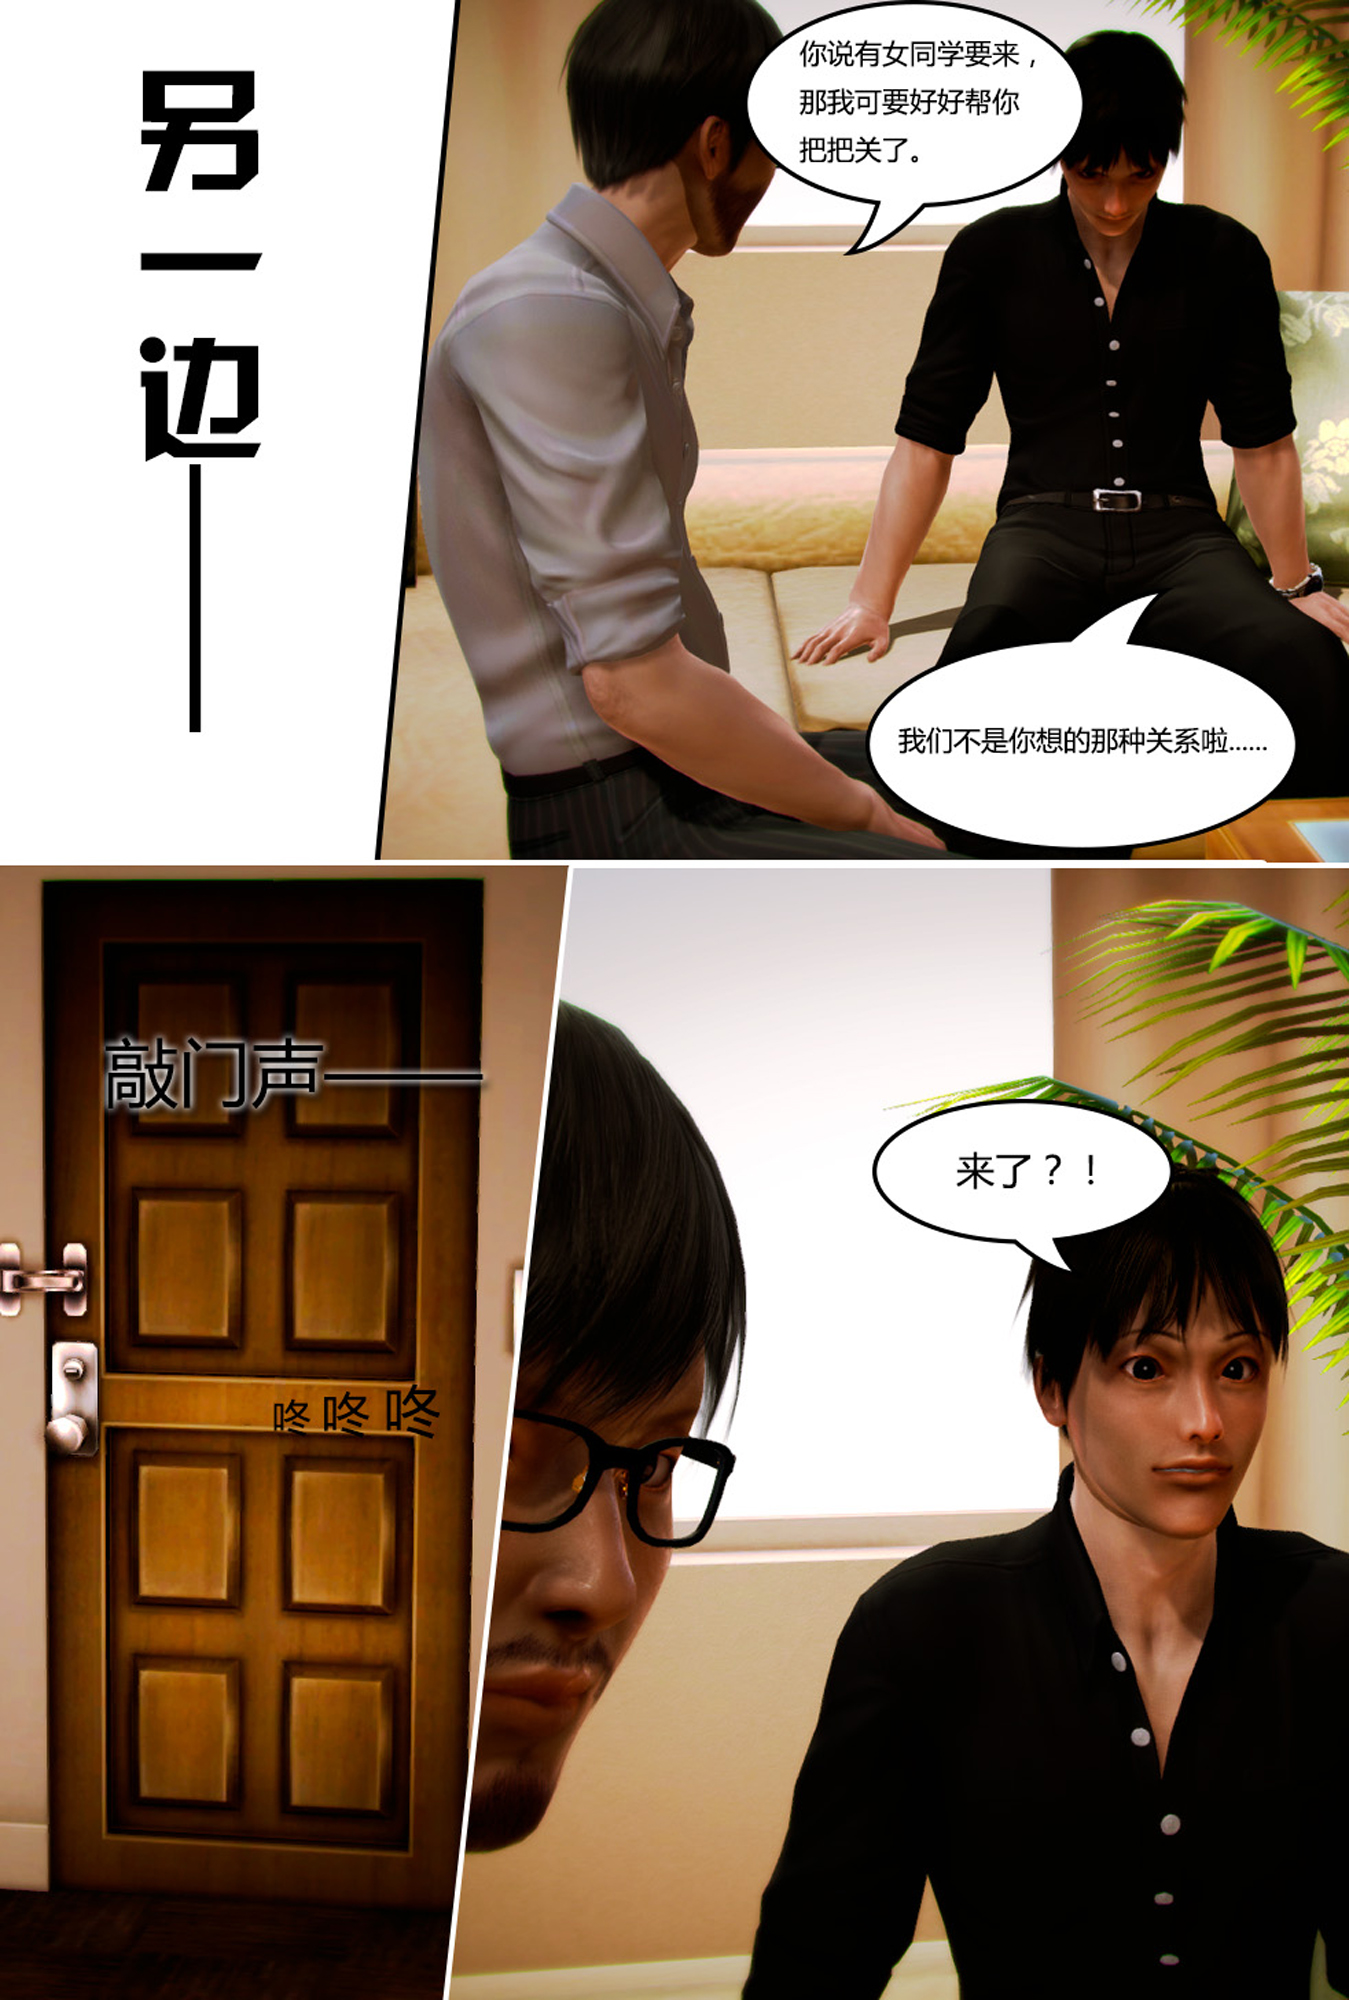 另一边——
你说有女同学要来，
那我可要好好帮你
把把关了。
我们不是你想的那种关系啦......
敲门声——
咚咚咚
来了？！